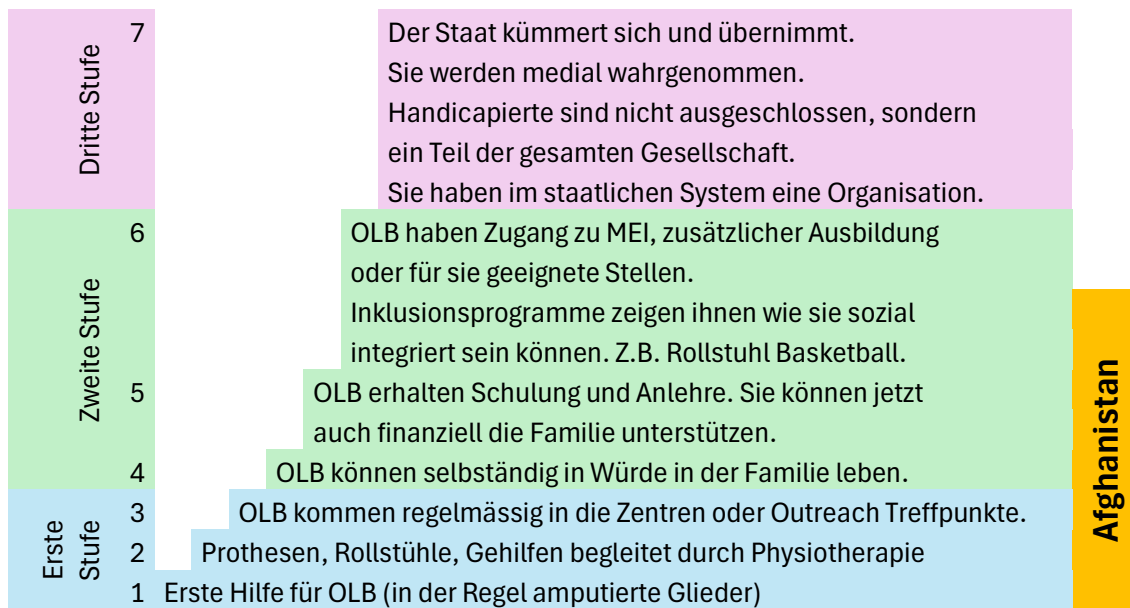 Dritte Stufe
7 Der Staat kümmert sich und übernimmt.
Sie werden medial wahrgenommen.
Handicapierte sind nicht ausgeschlossen, sondern
ein Teil der gesamten Gesellschaft.
Sie haben im staatlichen System eine Organisation.
Zweite Stufe
6 OLB haben Zugang zu MEI, zusätzlicher Ausbildung
oder für sie geeignete Stellen.
Inklusionsprogramme zeigen ihnen wie sie sozial
integriert sein können. Z.B. Rollstuhl Basketball.
5 OLB erhalten Schulung und Anlehre. Sie können jetzt
auch finanziell die Familie unterstützen.
4 OLB können selbständig in Würde in der Familie leben.
Erste
Stufe
3 OLB kommen regelmässig in die Zentren oder Outreach Treffpunkte.
2 Prothesen, Rollstühle, Gehilfen begleitet durch Physiotherapie
1 Erste Hilfe für OLB (in der Regel amputierte Glieder)
Afghanistan